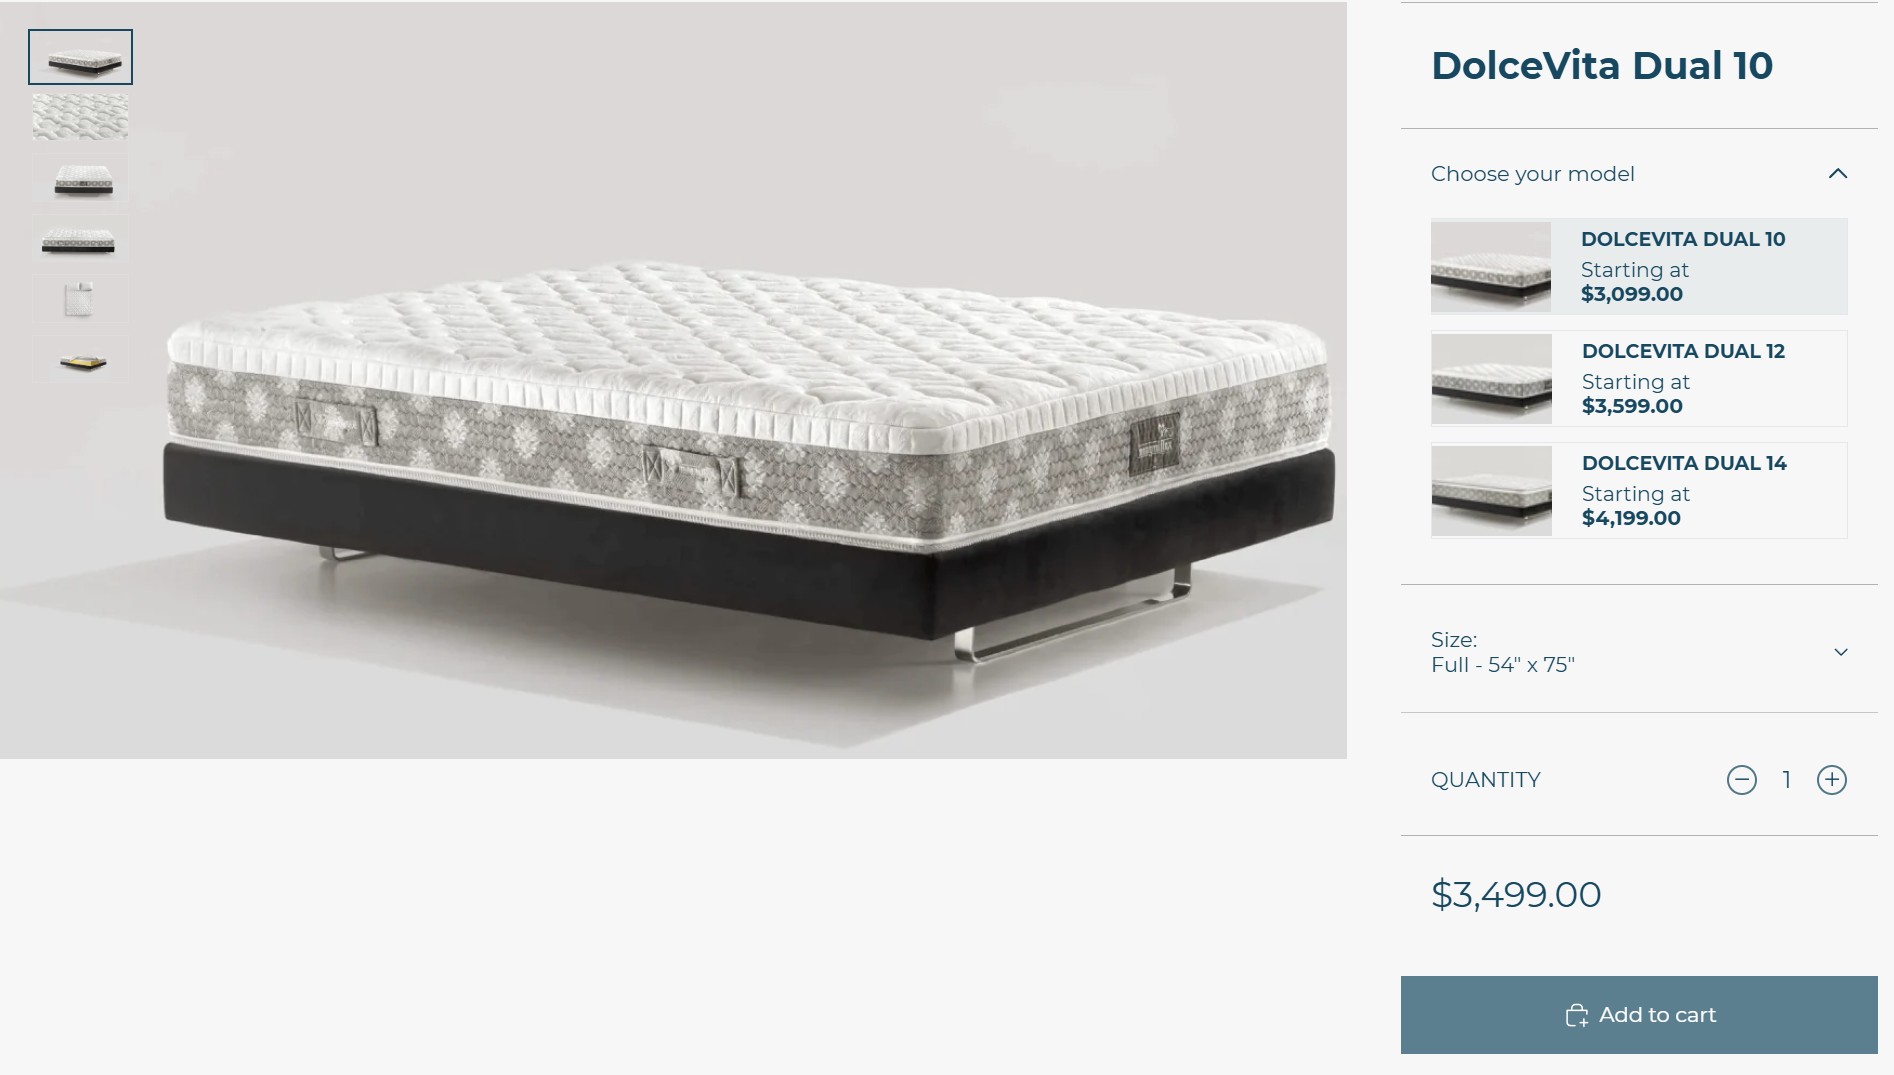 DolceVita Dual 10
Choose your model
DOLCEVITA DUAL 10
Starting at
$3,099.00
DOLCEVITA DUAL 12
Starting at
$3,599.00
DOLCEVITA DUAL 14
Starting at
$4,199.00
Size:
Full - 54" x 75"
QUANTITY
1
$3,499.00
Add to cart
magniflex